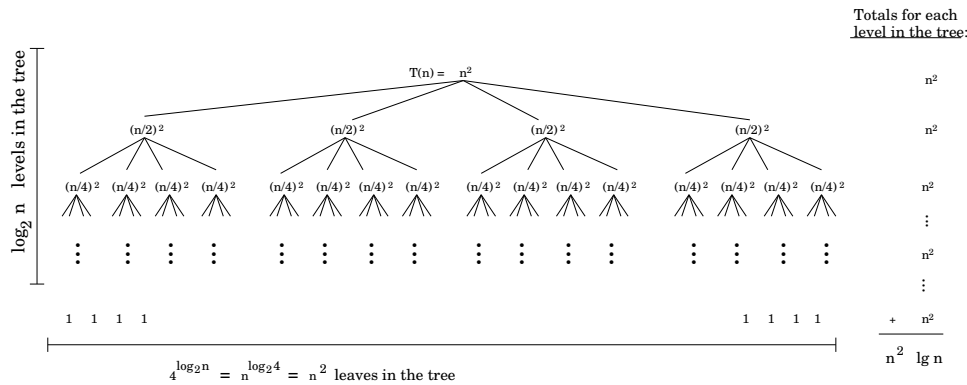 Totals for each
level in the tree:
log₂ n levels in the tree
T(n) = n² n²
(n/2)² (n/2)² (n/2)² (n/2)² n²
(n/4)² (n/4)² (n/4)² (n/4)² (n/4)² (n/4)² (n/4)² (n/4)² (n/4)² (n/4)² (n/4)² (n/4)² (n/4)² (n/4)² (n/4)² (n/4)² n²
n²
1 1 1 1 1 1 1 1 + n²
n² lg n
4^log₂n = n^log₂4 = n² leaves in the tree